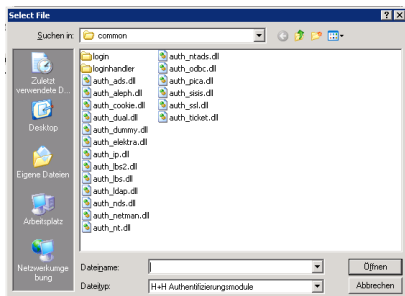 Select File
Suchen in:
common
Zuletzt
verwendete D...
Desktop
Eigene Dateien
Arbeitsplatz
Netzwerkumge
bung
login
loginhandler
auth_ads.dll
auth_aleph.dll
auth_cookie.dll
auth_dual.dll
auth_dummy.dll
auth_elektra.dll
auth_ip.dll
auth_lbs2.dll
auth_lbs.dll
auth_ldap.dll
auth_nds.dll
auth_netman.dll
auth_nt.dll
auth_ntads.dll
auth_odbc.dll
auth_pica.dll
auth_sisis.dll
auth_ssl.dll
auth_ticket.dll
Dateiname:
Öffnen
Dateityp:
H+H Authentifizierungsmodule
Abbrechen